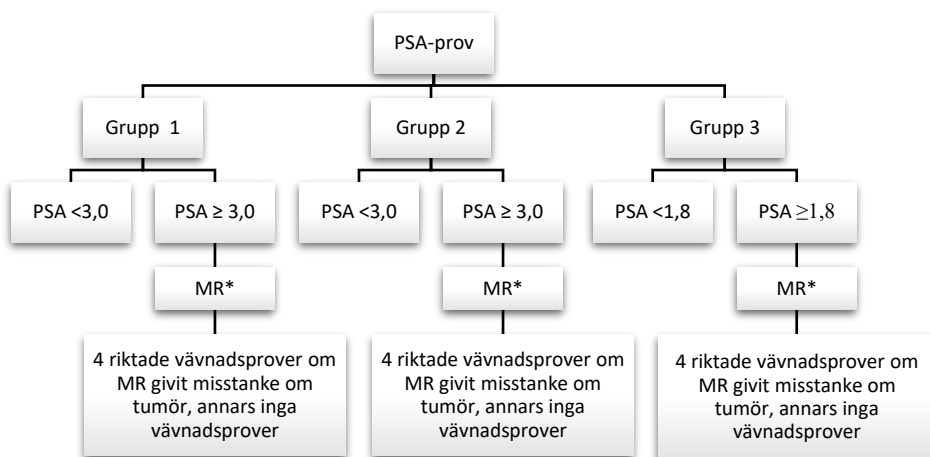 PSA-prov
Grupp 1
Grupp 2
Grupp 3
PSA <3,0
PSA ≥ 3,0
PSA <3,0
PSA ≥ 3,0
PSA <1,8
PSA ≥1,8
MR*
MR*
MR*
4 riktade vävnadsprover om
MR givit misstanke om
tumör, annars inga
vävnadsprover
4 riktade vävnadsprover om
MR givit misstanke om
tumör, annars inga
vävnadsprover
4 riktade vävnadsprover om
MR givit misstanke om
tumör, annars inga
vävnadsprover